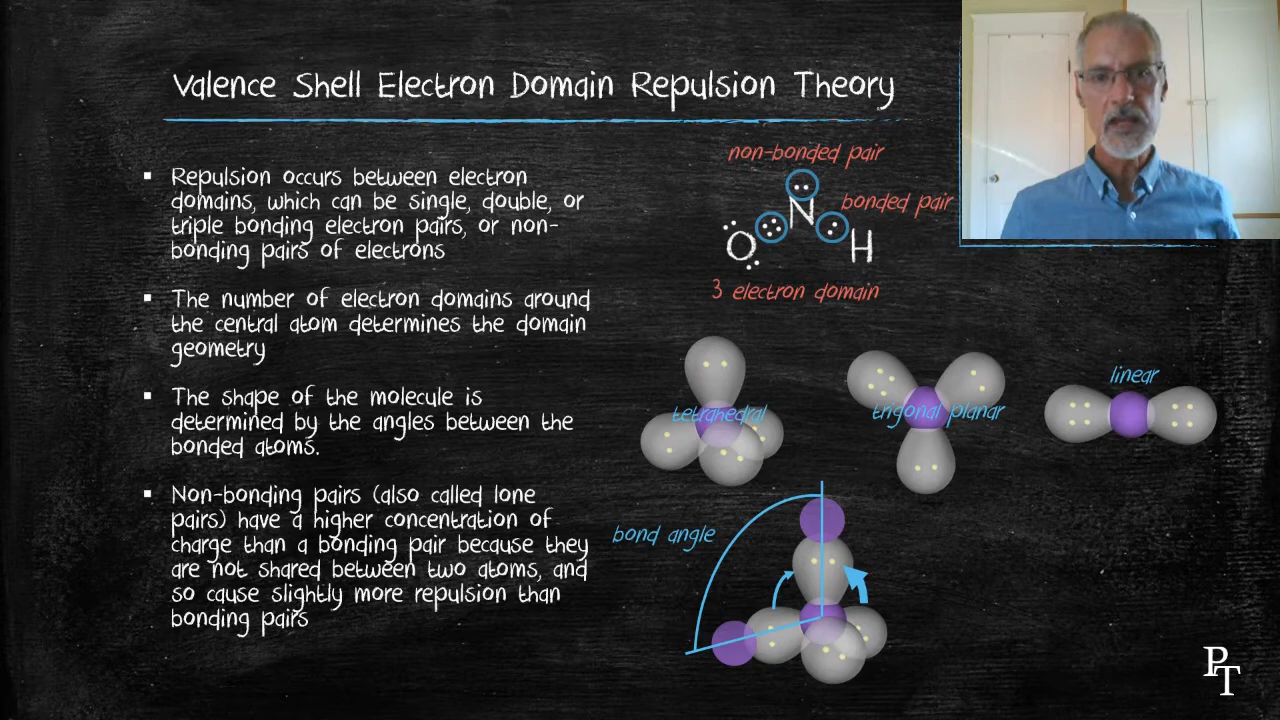 Valence Shell Electron Domain Repulsion Theory
▪ Repulsion occurs between electron
domains, which can be single, double, or
triple bonding electron pairs, or non-
bonding pairs of electrons
▪ The number of electron domains around
the central atom determines the domain
geometry
▪ The shape of the molecule is
determined by the angles between the
bonded atoms.
▪ Non-bonding pairs (also called lone
pairs) have a higher concentration of
charge than a bonding pair because they
are not shared between two atoms, and
so cause slightly more repulsion than
bonding pairs
non-bonded pair
bonded pair
N
O
H
3 electron domain
tetrahedral
trigonal planar
linear
bond angle
PT